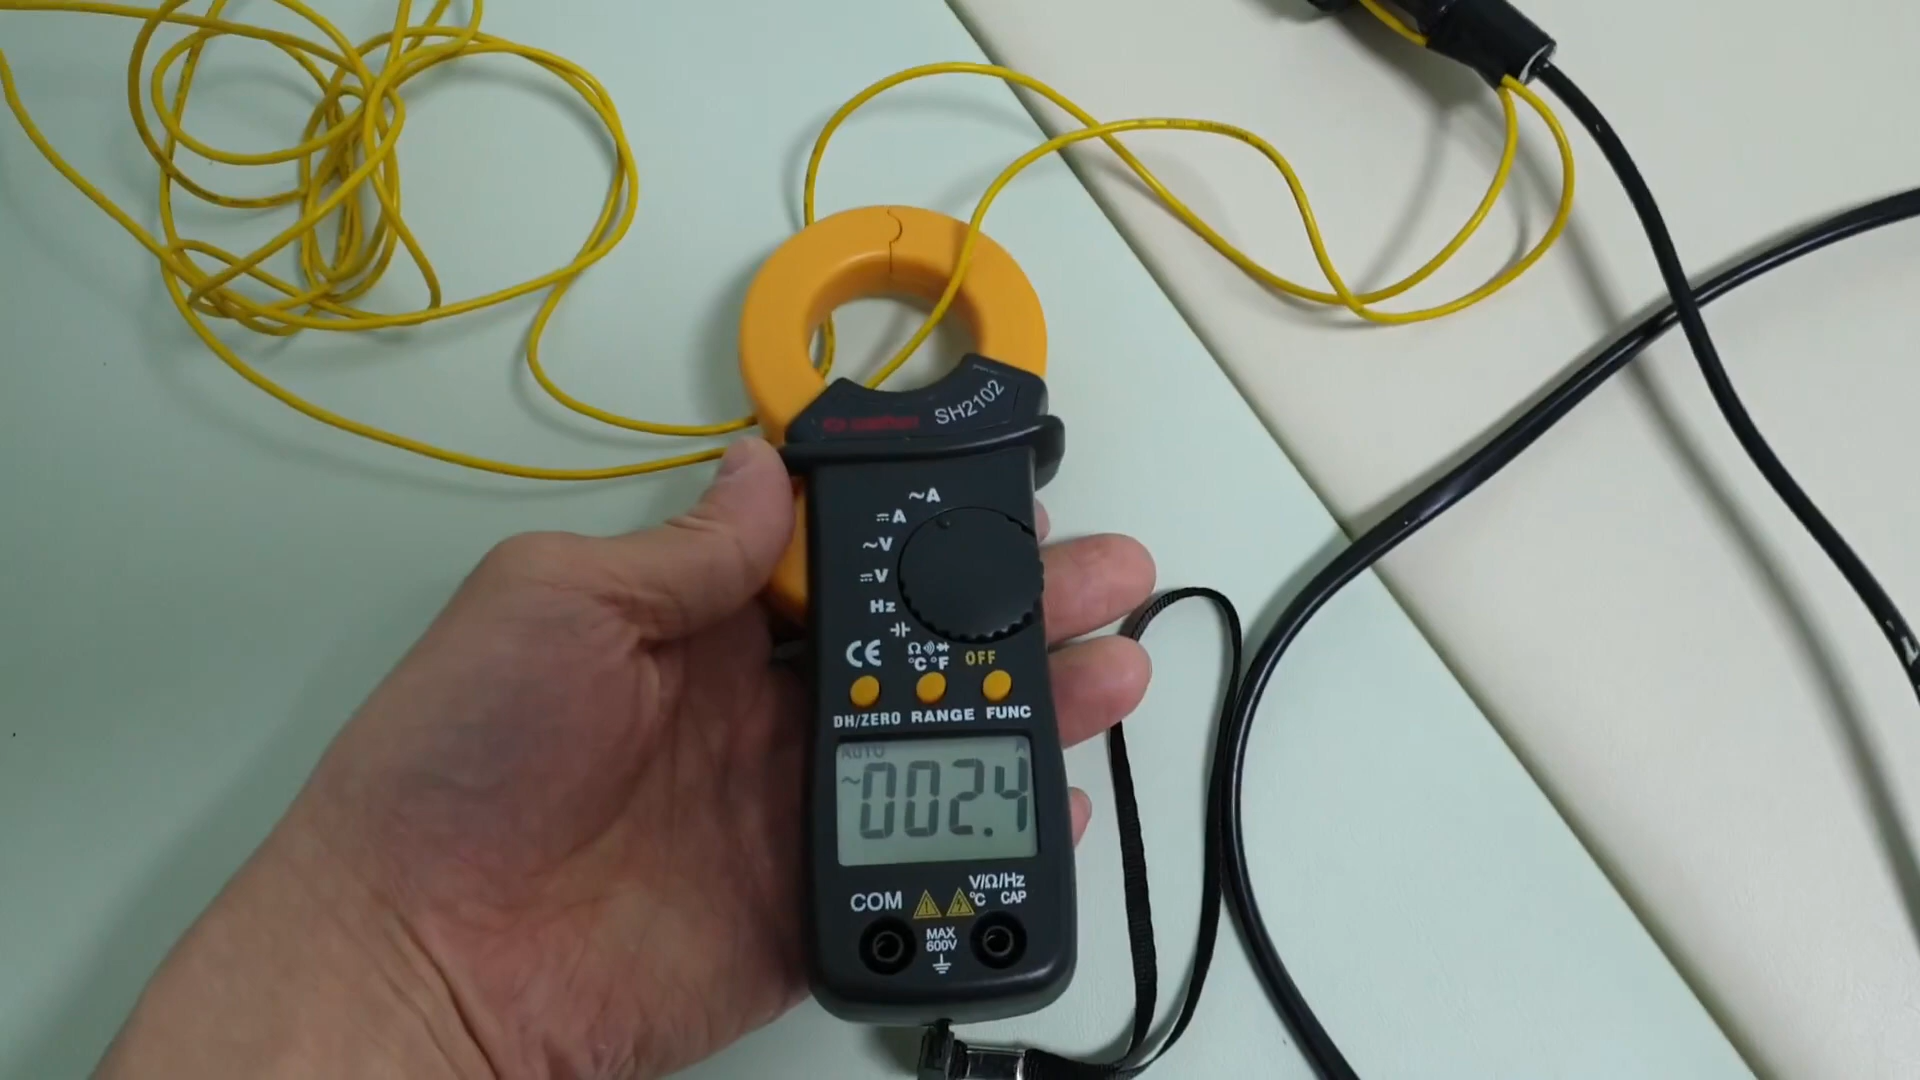 SH2102
~A
⎓A
~V
⎓V
Hz
CE
Ω
°C °F
OFF
DH/ZERO RANGE FUNC
AUTO A
~002.4
COM
V/Ω/Hz
°C CAP
MAX
600V